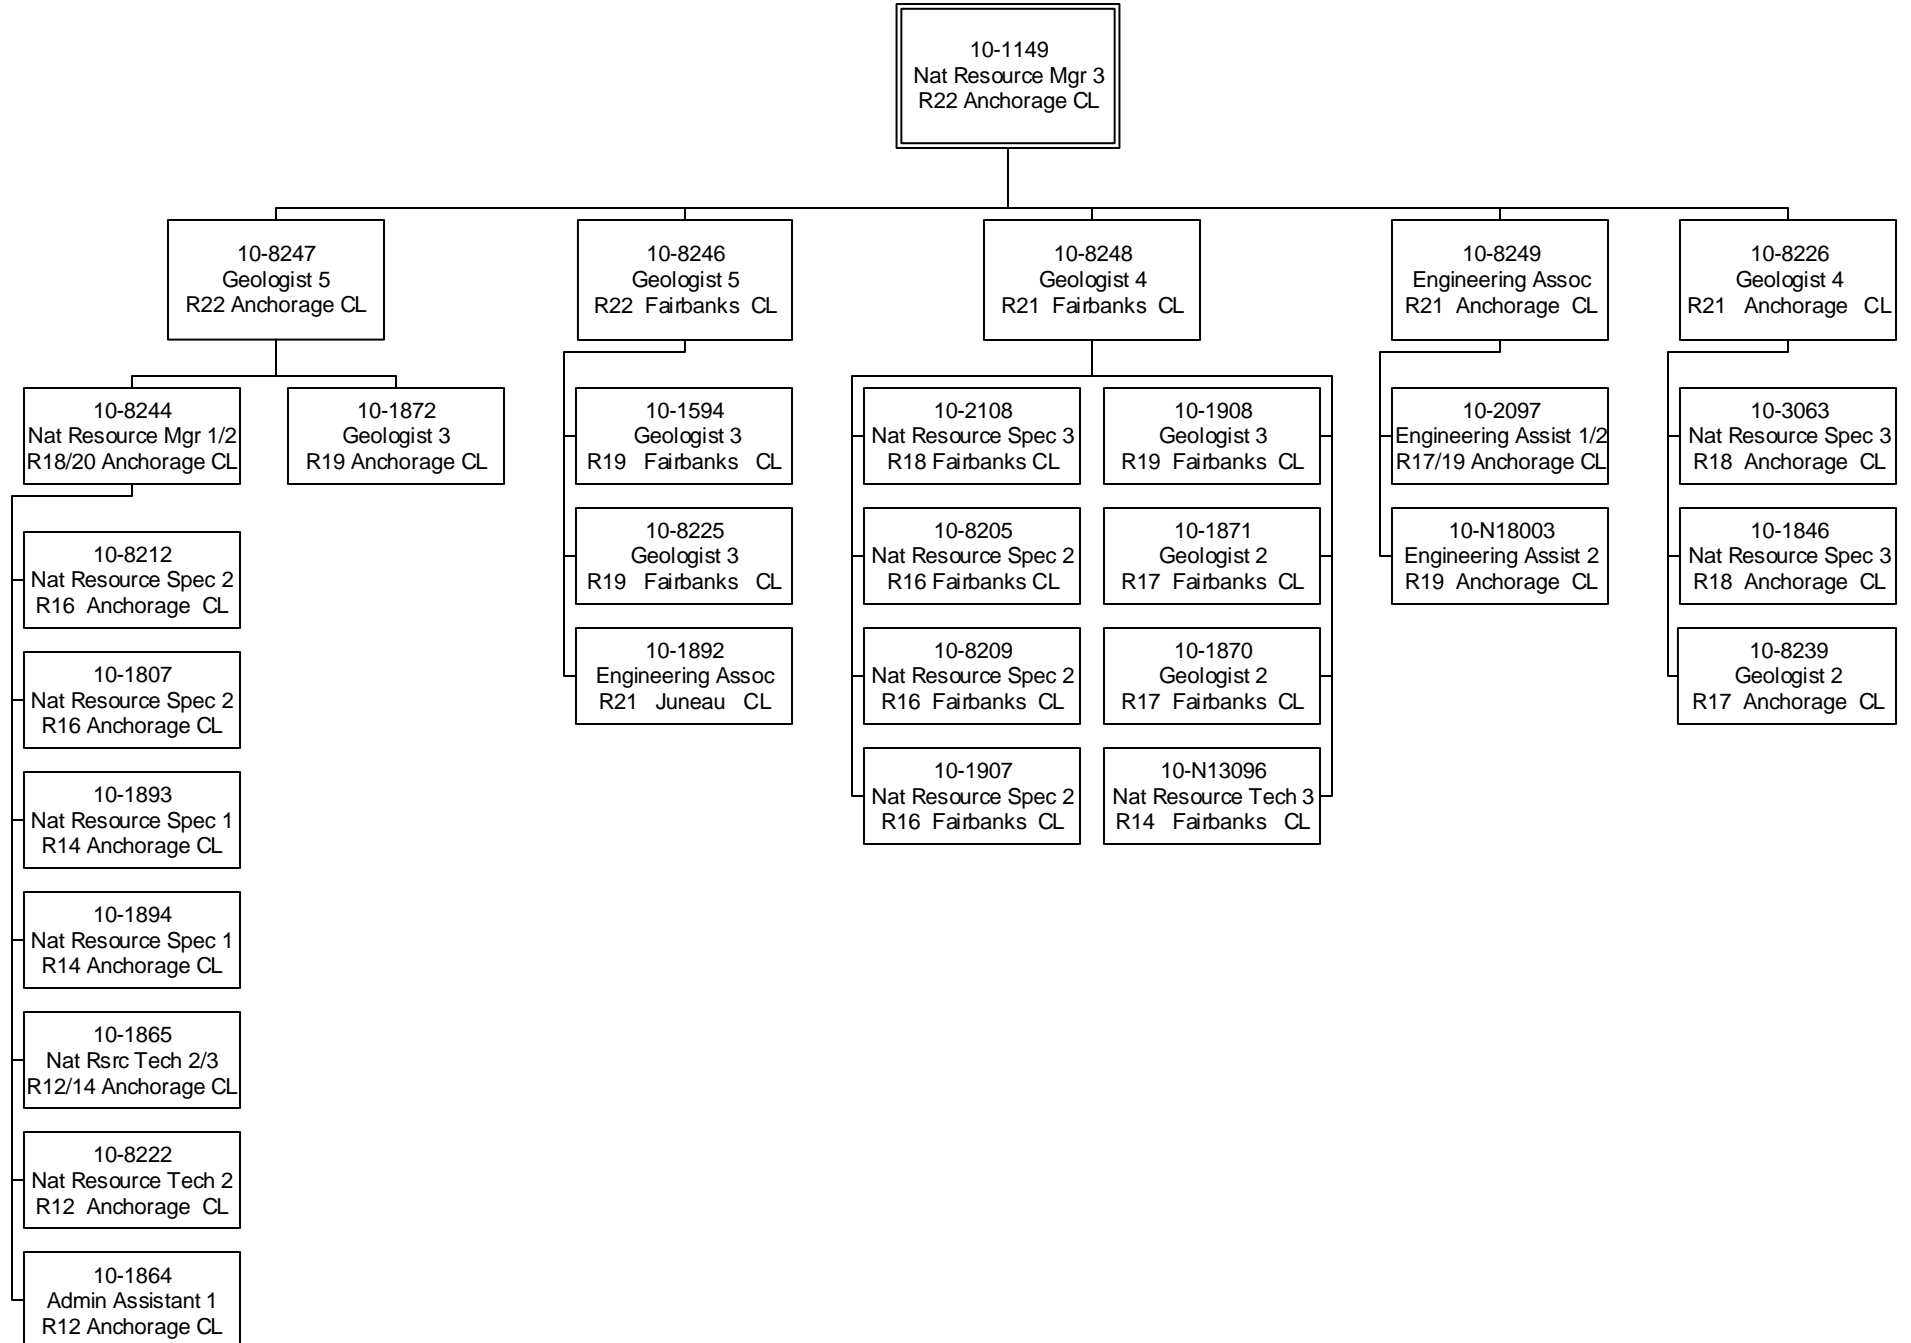 10-1149
Nat Resource Mgr 3
R22 Anchorage CL
10-8247
Geologist 5
R22 Anchorage CL
10-8246
Geologist 5
R22 Fairbanks CL
10-8248
Geologist 4
R21 Fairbanks CL
10-8249
Engineering Assoc
R21 Anchorage CL
10-8226
Geologist 4
R21 Anchorage CL
10-8244
Nat Resource Mgr 1/2
R18/20 Anchorage CL
10-1872
Geologist 3
R19 Anchorage CL
10-8212
Nat Resource Spec 2
R16 Anchorage CL
10-1807
Nat Resource Spec 2
R16 Anchorage CL
10-1893
Nat Resource Spec 1
R14 Anchorage CL
10-1894
Nat Resource Spec 1
R14 Anchorage CL
10-1865
Nat Rsrc Tech 2/3
R12/14 Anchorage CL
10-8222
Nat Resource Tech 2
R12 Anchorage CL
10-1864
Admin Assistant 1
R12 Anchorage CL
10-1594
Geologist 3
R19 Fairbanks CL
10-8225
Geologist 3
R19 Fairbanks CL
10-1892
Engineering Assoc
R21 Juneau CL
10-2108
Nat Resource Spec 3
R18 Fairbanks CL
10-8205
Nat Resource Spec 2
R16 Fairbanks CL
10-8209
Nat Resource Spec 2
R16 Fairbanks CL
10-1907
Nat Resource Spec 2
R16 Fairbanks CL
10-1908
Geologist 3
R19 Fairbanks CL
10-1871
Geologist 2
R17 Fairbanks CL
10-1870
Geologist 2
R17 Fairbanks CL
10-N13096
Nat Resource Tech 3
R14 Fairbanks CL
10-2097
Engineering Assist 1/2
R17/19 Anchorage CL
10-N18003
Engineering Assist 2
R19 Anchorage CL
10-3063
Nat Resource Spec 3
R18 Anchorage CL
10-1846
Nat Resource Spec 3
R18 Anchorage CL
10-8239
Geologist 2
R17 Anchorage CL